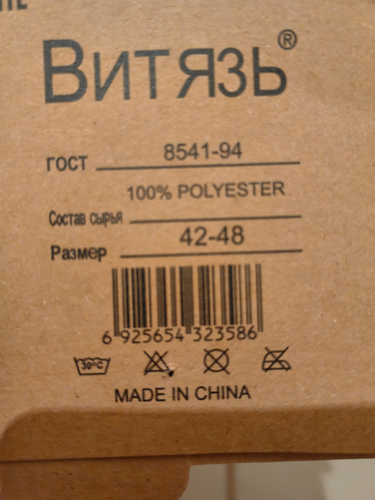 Витязь®
ГОСТ 8541-94
100% POLYESTER
Состав сырья
Размер 42-48
6 925654 323586
30°C
MADE IN CHINA